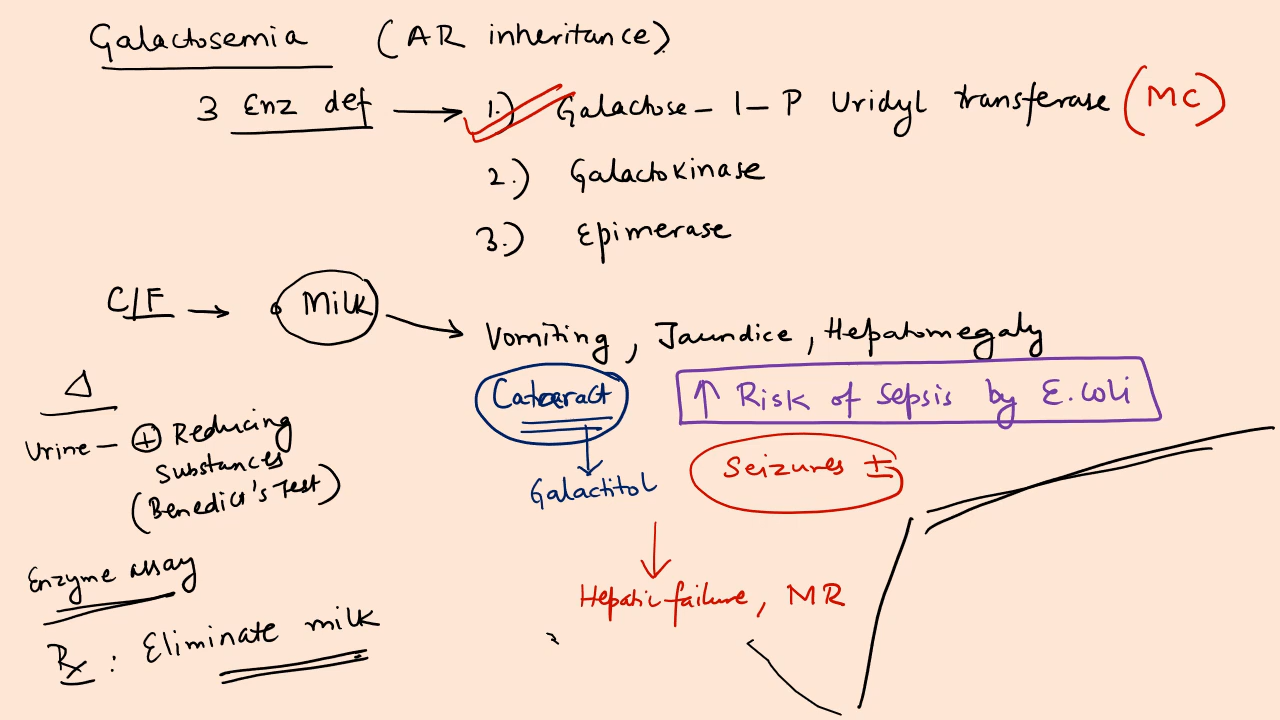 Galactosemia (AR inheritance)
3 Enz def → 1.) Galactose-1-P Uridyl transferase (MC)
2.) Galactokinase
3.) Epimerase
C/F → Milk → Vomiting, Jaundice, Hepatomegaly
Cataract
↑ Risk of sepsis by E.coli
Seizures ±
Galactitol
Hepatic failure, MR
Δ
Urine - ⊕ Reducing
Substances
(Benedict's Test)
Enzyme assay
Rx : Eliminate milk